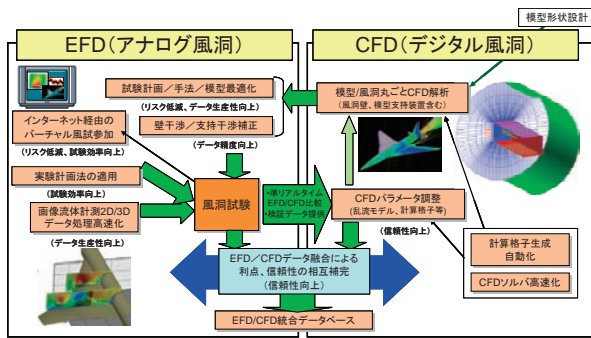 模型形状設計
EFD(アナログ風洞)
CFD(デジタル風洞)
試験計画/手法/模型最適化
(リスク低減、データ生産性向上)
壁干渉/支持干渉補正
(データ精度向上)
インターネット経由の
バーチャル風試参加
(リスク低減、試験効率向上)
実験計画法の適用
(試験効率向上)
画像流体計測2D/3D
データ処理高速化
(データ生産性向上)
風洞試験
・準リアルタイム
EFD/CFD比較
・検証データ提供
模型/風洞丸ごとCFD解析
(風洞壁、模型支持装置含む)
CFDパラメータ調整
(乱流モデル、計算格子等)
(信頼性向上)
計算格子生成
自動化
CFDソルバ高速化
EFD/CFDデータ融合による
利点、信頼性の相互補完
(信頼性向上)
EFD/CFD統合データベース